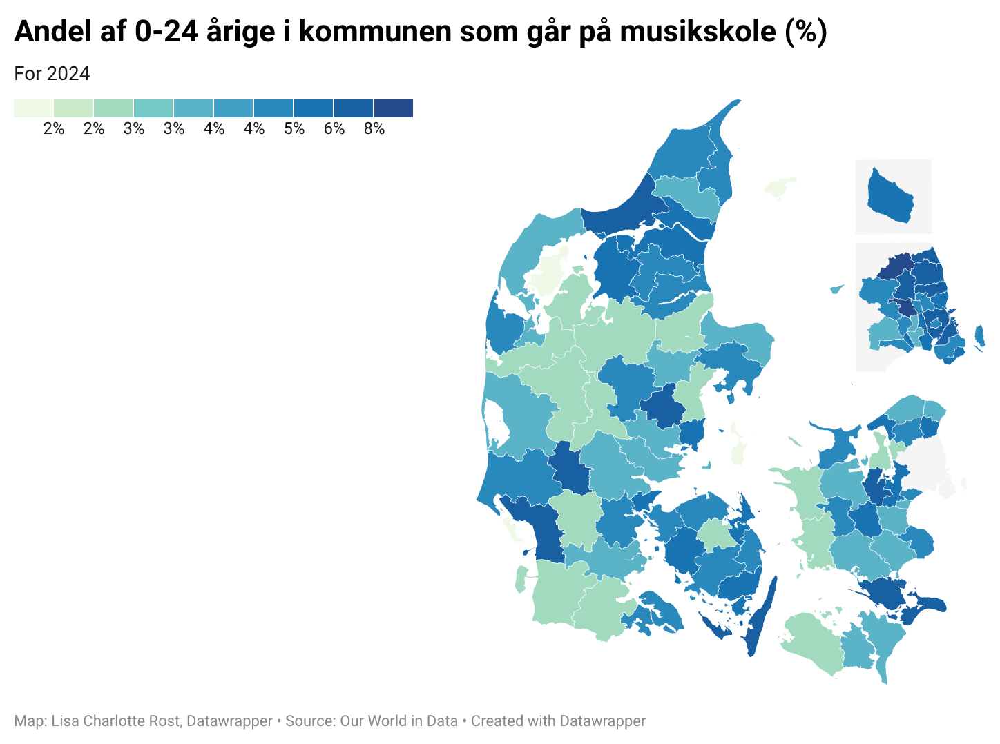 Andel af 0-24 årige i kommunen som går på musikskole (%)
For 2024
2% 2% 3% 3% 4% 4% 5% 6% 8%
Map: Lisa Charlotte Rost, Datawrapper • Source: Our World in Data • Created with Datawrapper